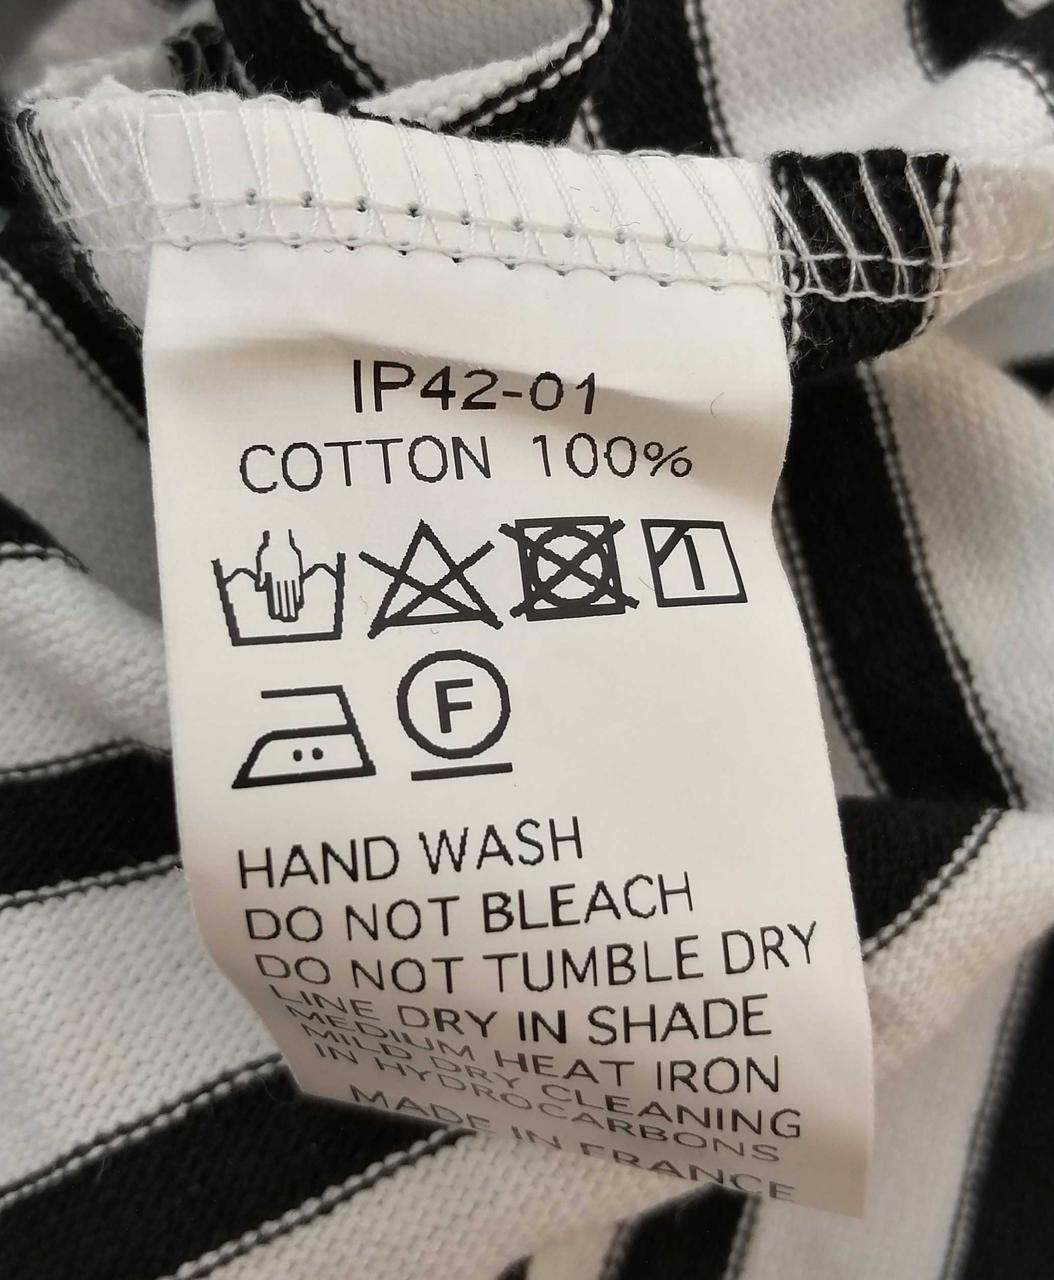 IP42-01
COTTON 100%
F
HAND WASH
DO NOT BLEACH
DO NOT TUMBLE DRY
LINE DRY IN SHADE
MEDIUM HEAT IRON
MILD DRY CLEANING
IN HYDROCARBONS
MADE IN FRANCE